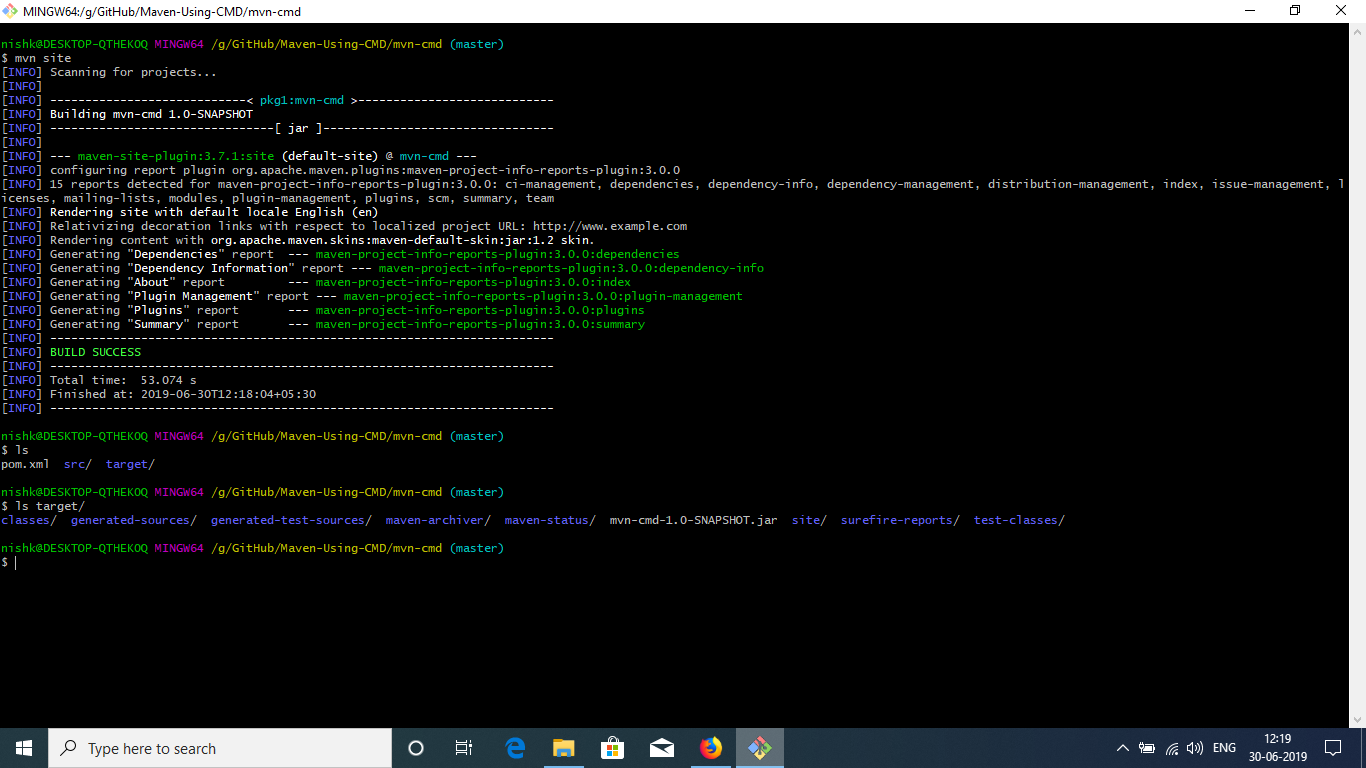 MINGW64:/g/GitHub/Maven-Using-CMD/mvn-cmd
nishk@DESKTOP-QTHEKOQ MINGW64 /g/GitHub/Maven-Using-CMD/mvn-cmd (master)
$ mvn site
[INFO] Scanning for projects...
[INFO]
[INFO] ----------------------------< pkg1:mvn-cmd >----------------------------
[INFO] Building mvn-cmd 1.0-SNAPSHOT
[INFO] --------------------------------[ jar ]---------------------------------
[INFO]
[INFO] --- maven-site-plugin:3.7.1:site (default-site) @ mvn-cmd ---
[INFO] configuring report plugin org.apache.maven.plugins:maven-project-info-reports-plugin:3.0.0
[INFO] 15 reports detected for maven-project-info-reports-plugin:3.0.0: ci-management, dependencies, dependency-info, dependency-management, distribution-management, index, issue-management, l
icenses, mailing-lists, modules, plugin-management, plugins, scm, summary, team
[INFO] Rendering site with default locale English (en)
[INFO] Relativizing decoration links with respect to localized project URL: http://www.example.com
[INFO] Rendering content with org.apache.maven.skins:maven-default-skin:jar:1.2 skin.
[INFO] Generating "Dependencies" report  --- maven-project-info-reports-plugin:3.0.0:dependencies
[INFO] Generating "Dependency Information" report --- maven-project-info-reports-plugin:3.0.0:dependency-info
[INFO] Generating "About" report         --- maven-project-info-reports-plugin:3.0.0:index
[INFO] Generating "Plugin Management" report --- maven-project-info-reports-plugin:3.0.0:plugin-management
[INFO] Generating "Plugins" report       --- maven-project-info-reports-plugin:3.0.0:plugins
[INFO] Generating "Summary" report       --- maven-project-info-reports-plugin:3.0.0:summary
[INFO] ------------------------------------------------------------------------
[INFO] BUILD SUCCESS
[INFO] ------------------------------------------------------------------------
[INFO] Total time:  53.074 s
[INFO] Finished at: 2019-06-30T12:18:04+05:30
[INFO] ------------------------------------------------------------------------
nishk@DESKTOP-QTHEKOQ MINGW64 /g/GitHub/Maven-Using-CMD/mvn-cmd (master)
$ ls
pom.xml  src/  target/
nishk@DESKTOP-QTHEKOQ MINGW64 /g/GitHub/Maven-Using-CMD/mvn-cmd (master)
$ ls target/
classes/  generated-sources/  generated-test-sources/  maven-archiver/  maven-status/  mvn-cmd-1.0-SNAPSHOT.jar  site/  surefire-reports/  test-classes/
nishk@DESKTOP-QTHEKOQ MINGW64 /g/GitHub/Maven-Using-CMD/mvn-cmd (master)
$
Type here to search
ENG
12:19
30-06-2019